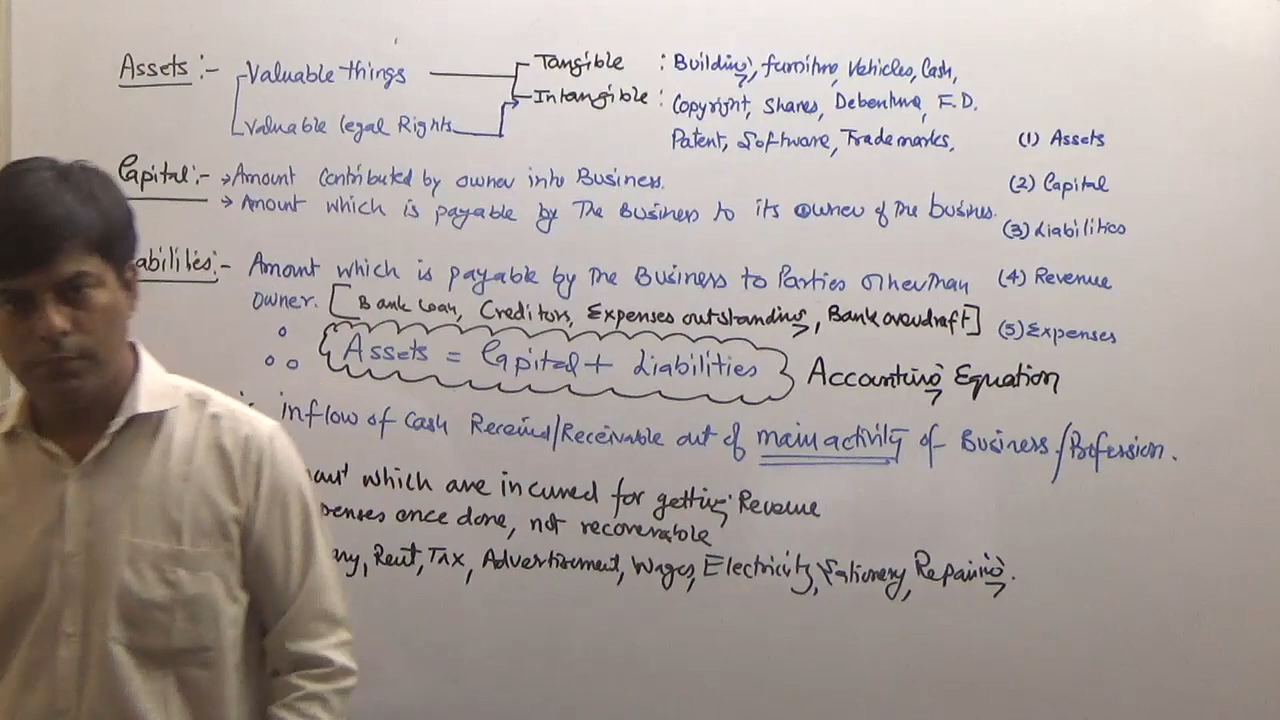 Assets :- Valuable things Tangible : Building, furniture, Vehicles, Cash,
Intangible : Copyright, Shares, Debenture, F.D.
Valuable legal Rights Patent, Software, Trademarks,
(1) Assets
Capital :- → Amount Contributed by owner into Business.
(2) Capital
→ Amount which is payable by The Business to its owner of the busines.
(3) Liabilities
abilities :- Amount which is payable by The Business to Parties Otherthan
(4) Revenue
owner. [Bank loan, Creditors, Expenses outstanding, Bank overdraft]
(5) Expenses
Assets = Capital + Liabilities Accounting Equation
inflow of Cash Received/Receivable out of main activity of Business/Profession.
which are incured for getting Revenue
once done, not recoverable
Rent, Tax, Advertisement, Wages, Electricity, Stationery, Repairing.